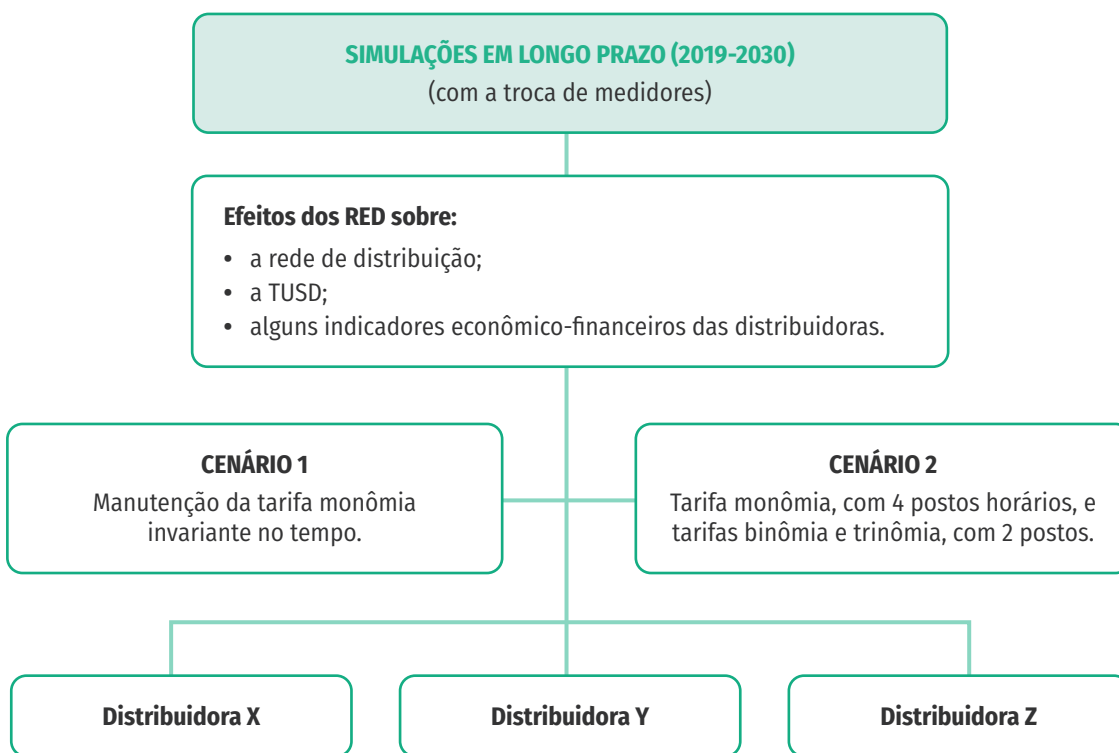 SIMULAÇÕES EM LONGO PRAZO (2019-2030)
(com a troca de medidores)
Efeitos dos RED sobre:
• a rede de distribuição;
• a TUSD;
• alguns indicadores econômico-financeiros das distribuidoras.
CENÁRIO 1
Manutenção da tarifa monômia
invariante no tempo.
CENÁRIO 2
Tarifa monômia, com 4 postos horários, e
tarifas binômia e trinômia, com 2 postos.
Distribuidora X
Distribuidora Y
Distribuidora Z